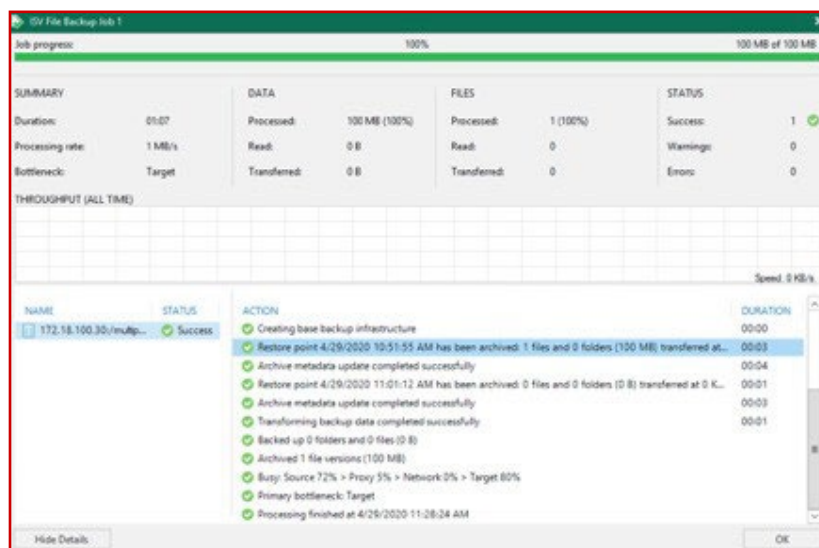 ISV File Backup Job 1
Job progress: 100% 100 MB of 100 MB
SUMMARY DATA FILES STATUS
Duration: 01:07 Processed: 100 MB (100%) Processed: 1 (100%) Success: 1
Processing rate: 1 MB/s Read: 0 B Read: 0 Warnings: 0
Bottleneck: Target Transferred: 0 B Transferred: 0 Errors: 0
THROUGHPUT (ALL TIME)
Speed: 0 KB/s
NAME STATUS ACTION DURATION
172.18.100.30:/multip... Success Creating base backup infrastructure 00:00
Restore point 4/29/2020 10:51:55 AM has been archived: 1 files and 0 folders (100 MB) transferred at... 00:03
Archive metadata update completed successfully 00:04
Restore point 4/29/2020 11:01:12 AM has been archived: 0 files and 0 folders (0 B) transferred at 0 K... 00:01
Archive metadata update completed successfully 00:03
Transforming backup data completed successfully 00:01
Backed up 0 folders and 0 files (0 B)
Archived 1 file versions (100 MB)
Busy: Source 72% > Proxy 5% > Network 0% > Target 80%
Primary bottleneck: Target
Processing finished at 4/29/2020 11:28:24 AM
Hide Details OK